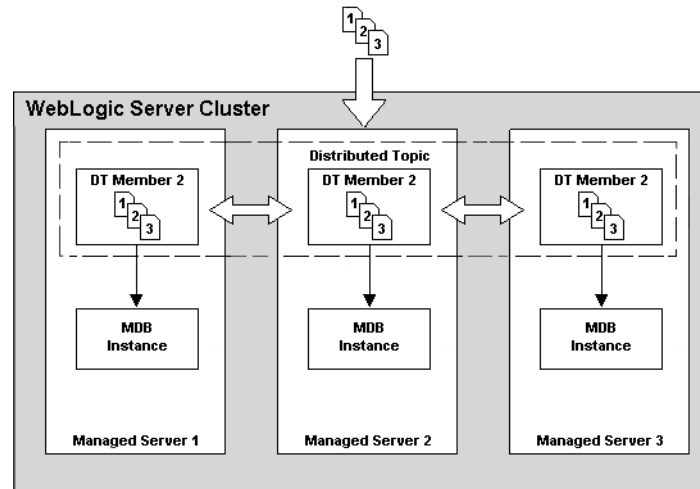 1
2
3
WebLogic Server Cluster
Distributed Topic
DT Member 2
DT Member 2
DT Member 2
1
2
3
1
2
3
1
2
3
MDB
Instance
MDB
Instance
MDB
Instance
Managed Server 1
Managed Server 2
Managed Server 3